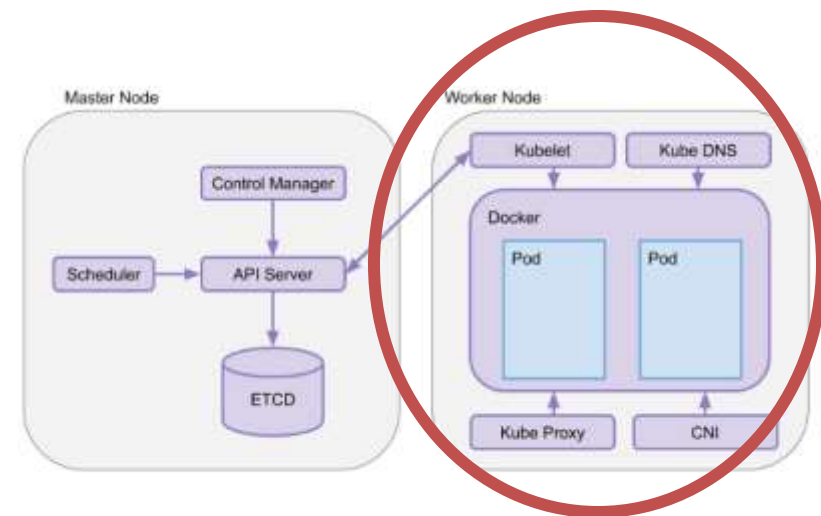 Master Node
Control Manager
Scheduler
API Server
ETCD
Worker Node
Kubelet
Kube DNS
Docker
Pod
Pod
Kube Proxy
CNI